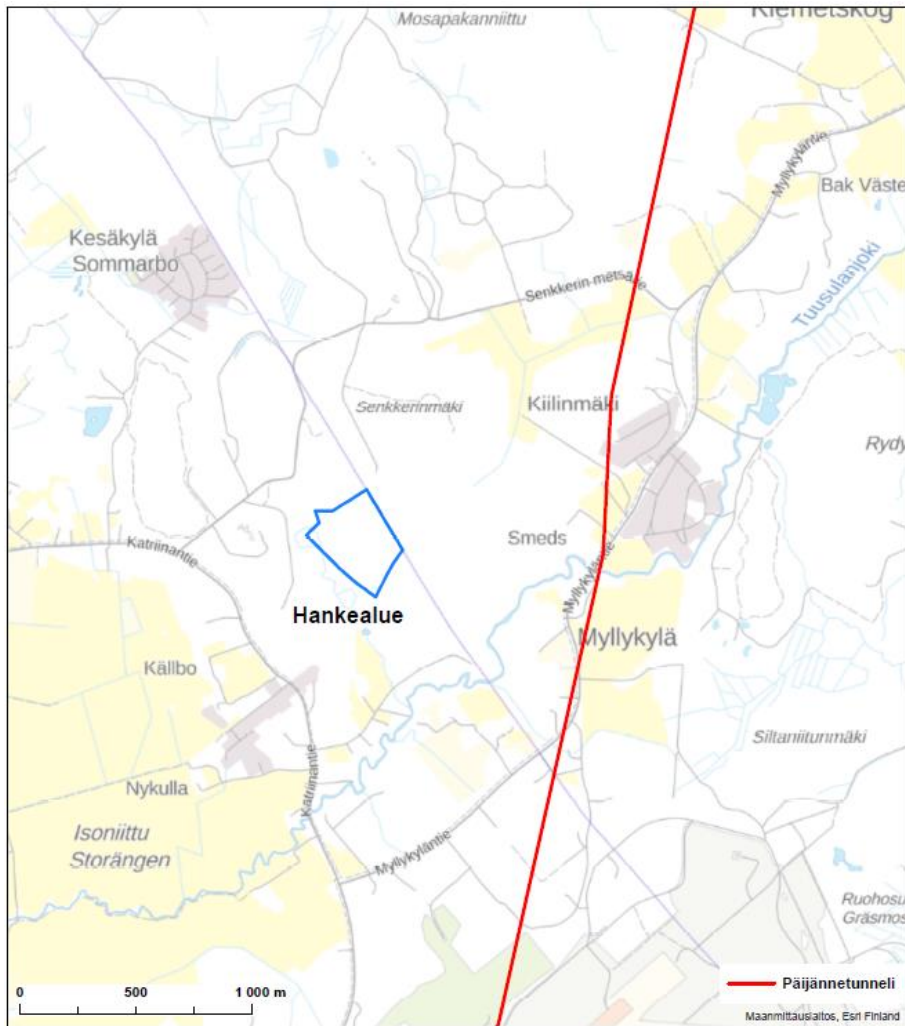 Klemetskog
Mosapakanniittu
Myllykyläntie
Bak Väste
Kesäkylä
Sommarbo
Tuusulanjoki
Senkkerin metsätie
Senkkerinmäki
Kiilinmäki
Rydy
Katriinantie
Smeds
Myllykyläntie
Hankealue
Myllykylä
Källbo
Siltaniitunmäki
Nykulla
Katriinantie
Isoniittu
Storängen
Myllykyläntie
Ruohosu
Gräsmos
0 500 1 000 m
Päijännetunneli
Maanmittauslaitos, Esri Finland